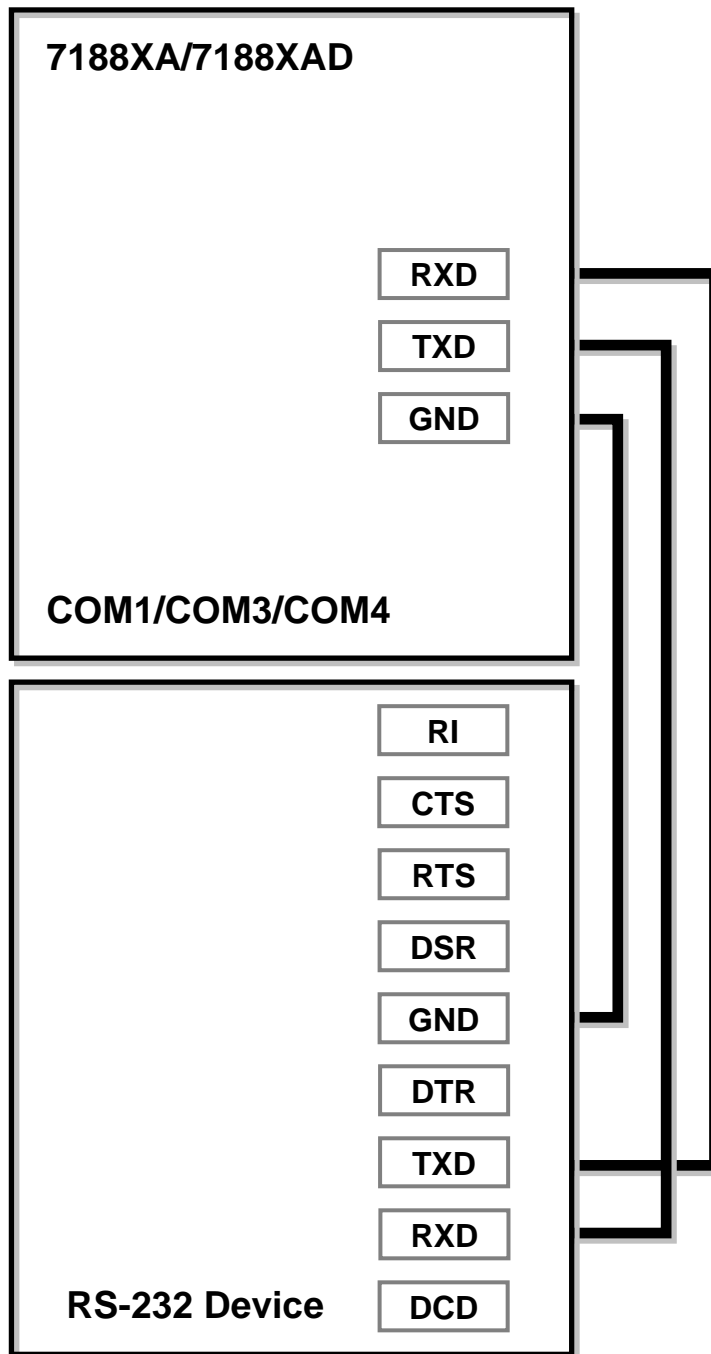 7188XA/7188XAD
RXD
TXD
GND
COM1/COM3/COM4
RI
CTS
RTS
DSR
GND
DTR
TXD
RXD
RS-232 Device
DCD